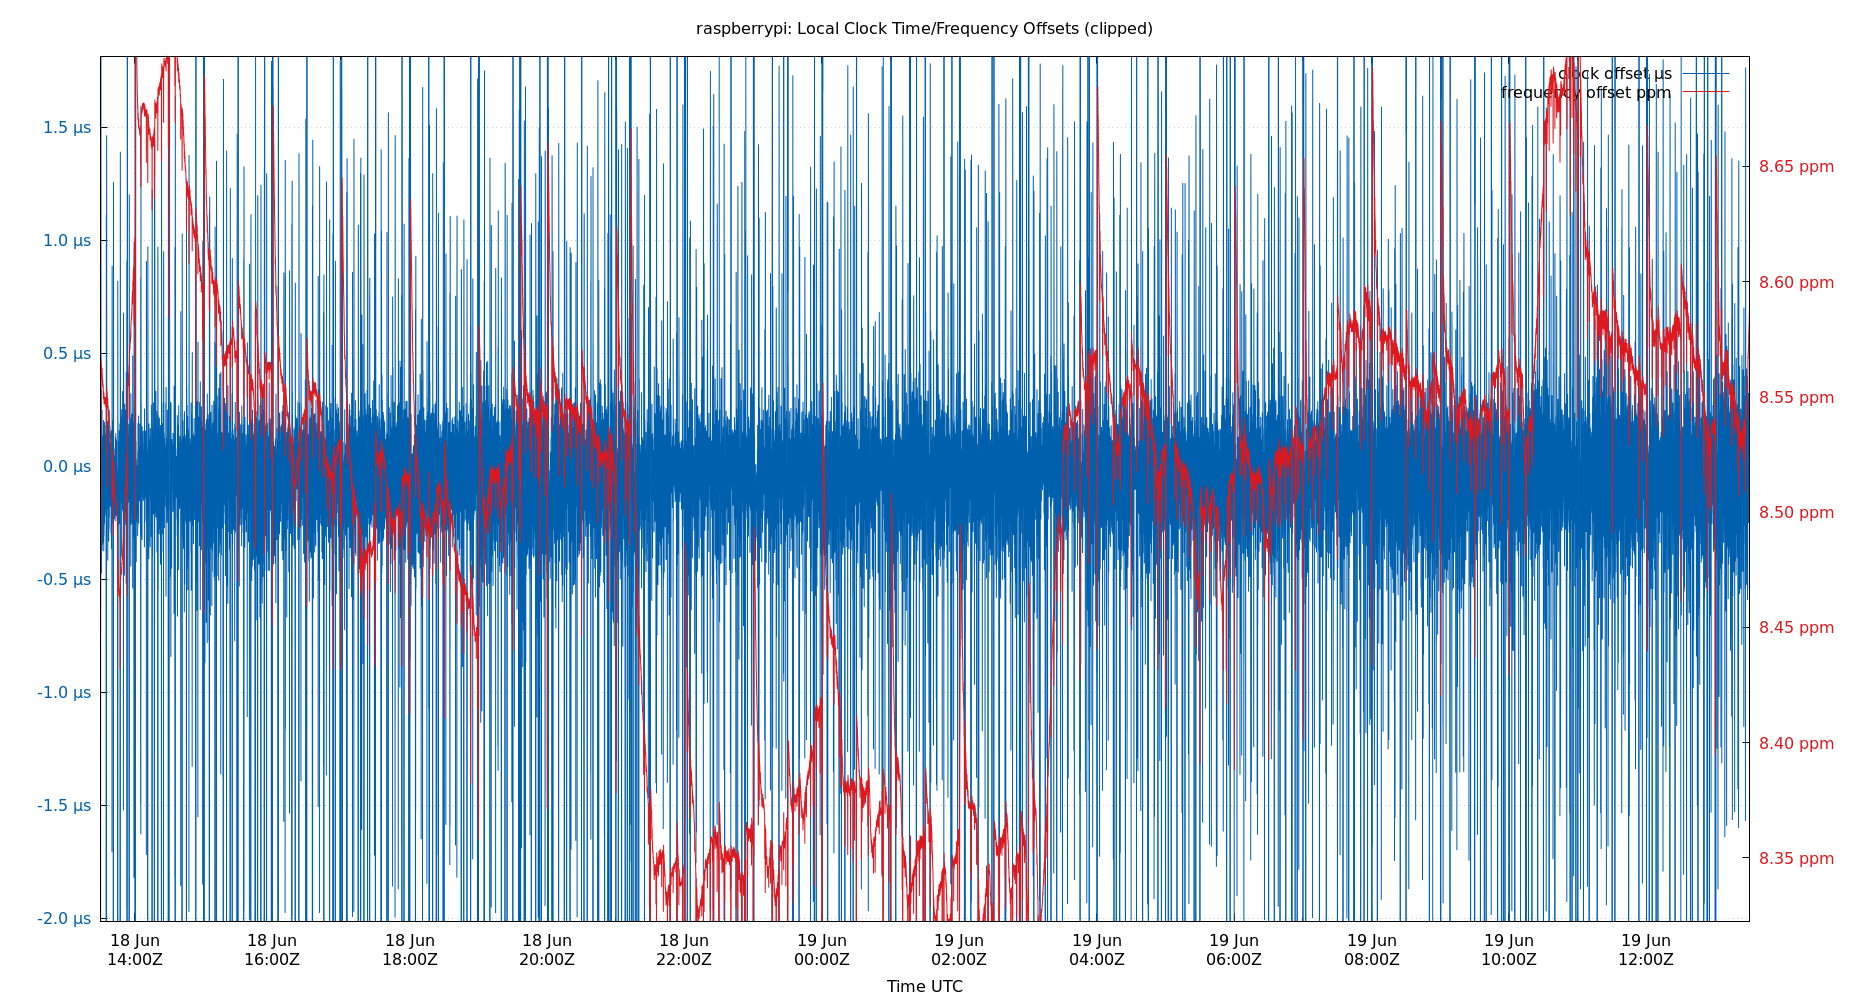 raspberrypi: Local Clock Time/Frequency Offsets (clipped)
clock offset µs
frequency offset ppm
1.5 µs
1.0 µs
0.5 µs
0.0 µs
-0.5 µs
-1.0 µs
-1.5 µs
-2.0 µs
8.65 ppm
8.60 ppm
8.55 ppm
8.50 ppm
8.45 ppm
8.40 ppm
8.35 ppm
18 Jun 18 Jun 18 Jun 18 Jun 18 Jun 19 Jun 19 Jun 19 Jun 19 Jun 19 Jun 19 Jun 19 Jun
14:00Z 16:00Z 18:00Z 20:00Z 22:00Z 00:00Z 02:00Z 04:00Z 06:00Z 08:00Z 10:00Z 12:00Z
Time UTC